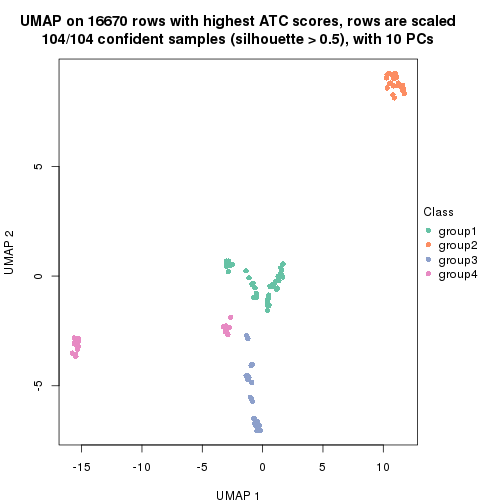 UMAP on 16670 rows with highest ATC scores, rows are scaled
104/104 confident samples (silhouette > 0.5), with 10 PCs
UMAP 2
5
0
-5
-15
-10
-5
0
5
10
UMAP 1
Class
group1
group2
group3
group4